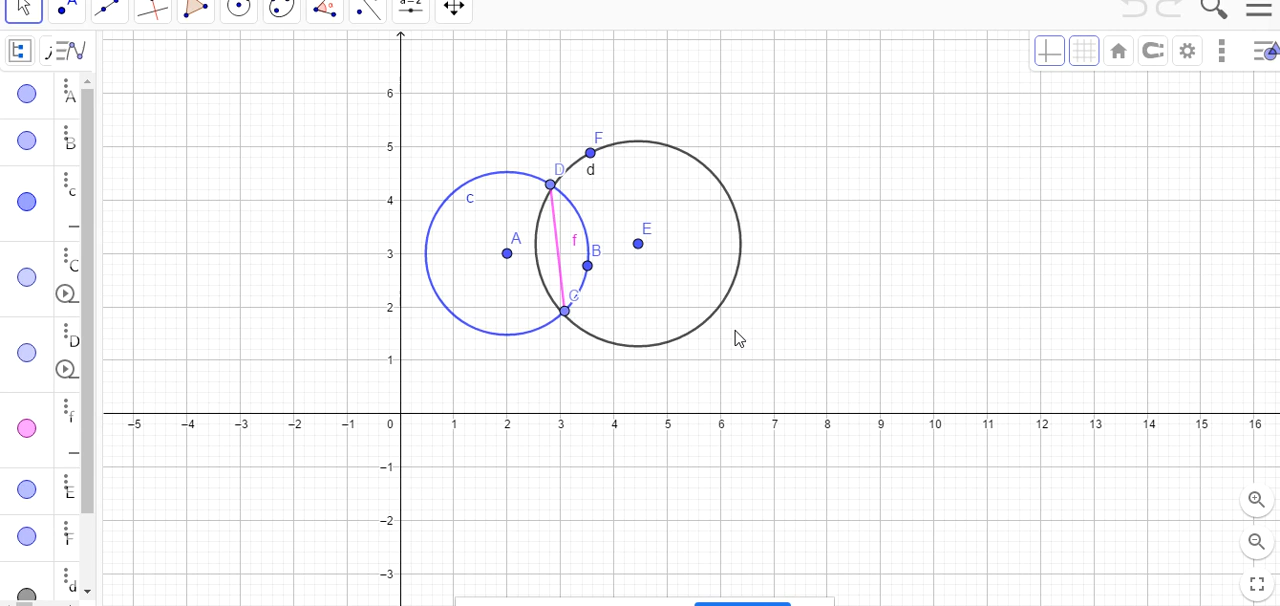 A
a=2
A
B
c
C
D
f
E
F
d
6
5
4
3
2
1
0
−1
−2
−3
−5 −4 −3 −2 −1 1 2 3 4 5 6 7 8 9 10 11 12 13 14 15 16
F
D d
c
A f B E
G